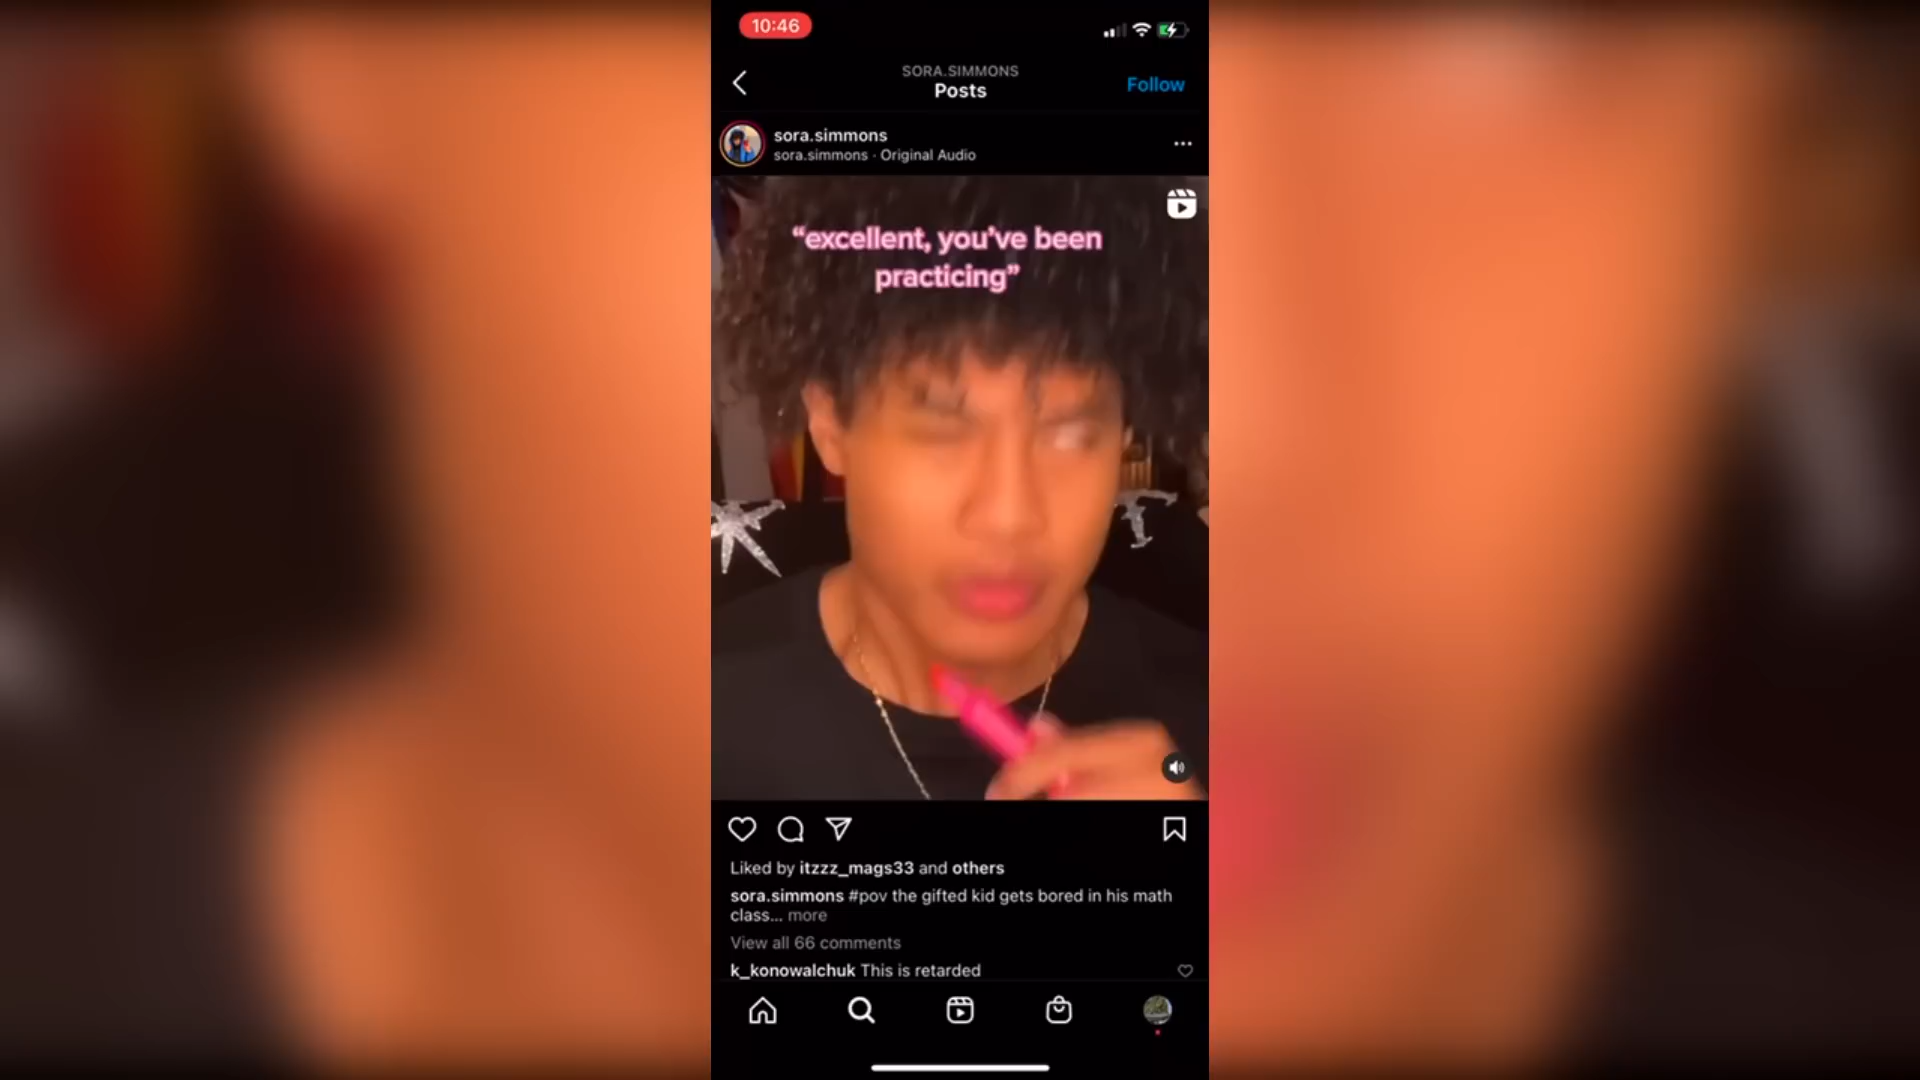 10:46
SORA.SIMMONS
Posts
Follow
sora.simmons
sora.simmons · Original Audio
“excellent, you’ve been
practicing”
Liked by itzzz_mags33 and others
sora.simmons #pov the gifted kid gets bored in his math
class... more
View all 66 comments
k_konowalchuk This is retarded